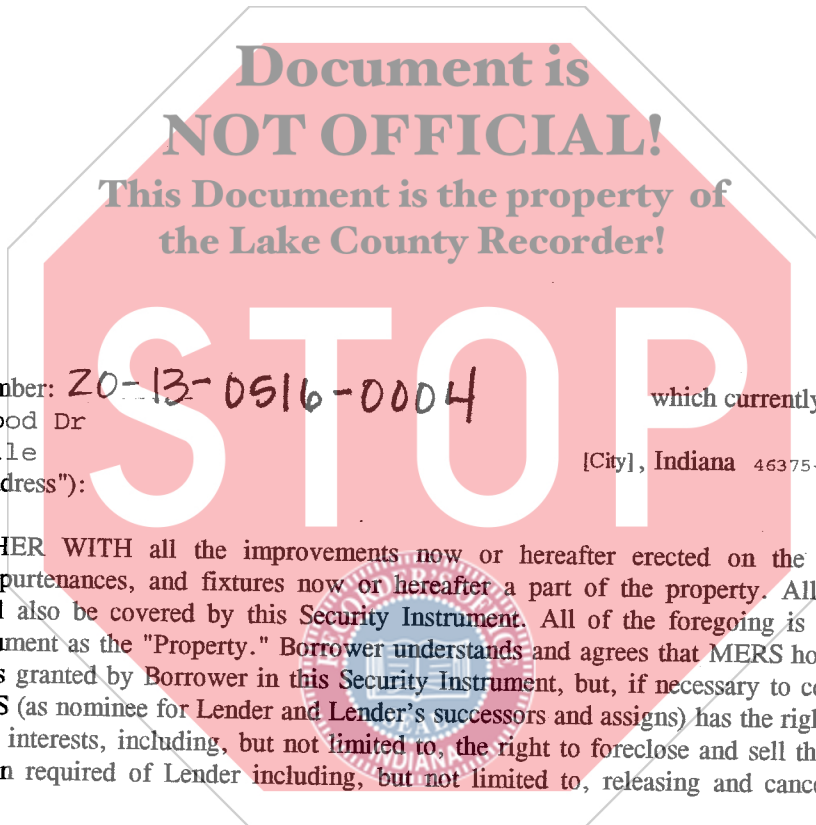 Document is
NOT OFFICIAL!
This Document is the property of
the Lake County Recorder!
STOP
mber: 20-13-0516-0004 which currently
ood Dr
le [City], Indiana 46375-
dress"):
HER WITH all the improvements now or hereafter erected on the
purtenances, and fixtures now or hereafter a part of the property. All
also be covered by this Security Instrument. All of the foregoing is
ument as the "Property." Borrower understands and agrees that MERS ho
s granted by Borrower in this Security Instrument, but, if necessary to c
S (as nominee for Lender and Lender's successors and assigns) has the righ
interests, including, but not limited to, the right to foreclose and sell th
n required of Lender including, but not limited to, releasing and cance
INDIANA